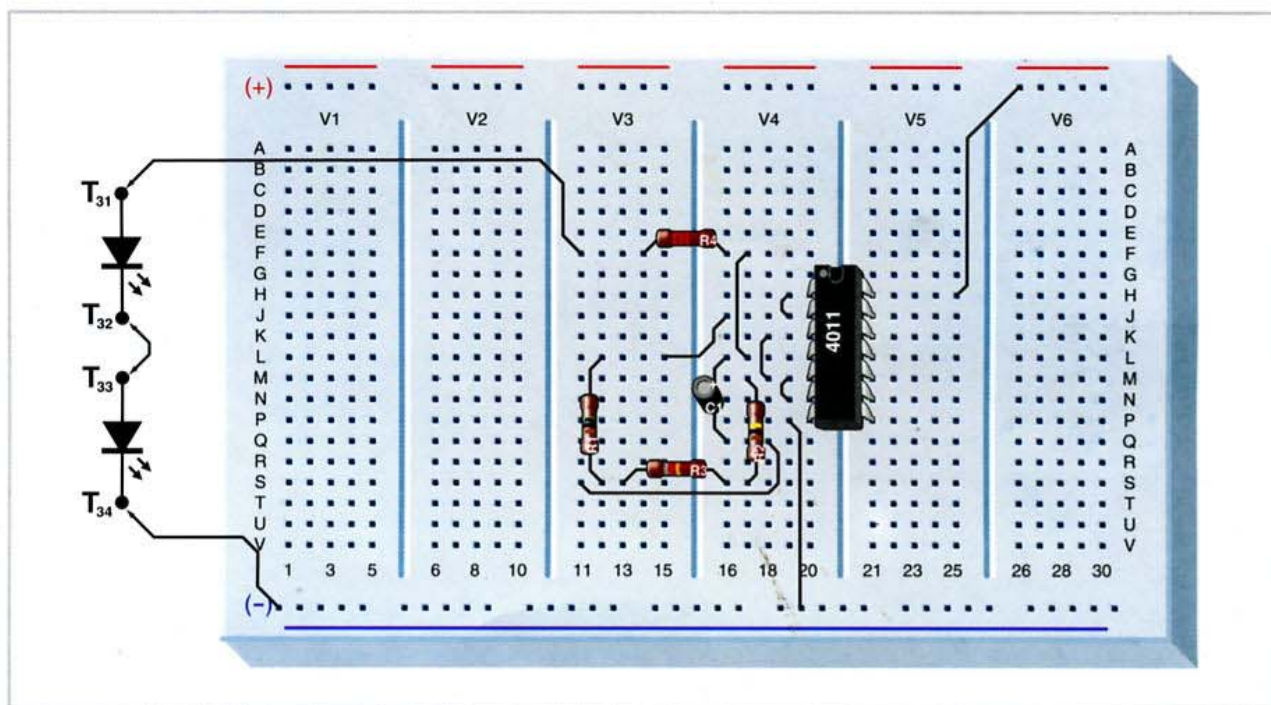 (+)
V1 V2 V3 V4 V5 V6
A A
B B
T31
C C
D D
E E
R4
F F
G G
H H
T32
J J
4011
K K
L L
T33
M M
N N
C1
P P
Q Q
R1 R2
R R
R3
S S
T34
T T
U U
V V
1 3 5 6 8 10 11 13 15 16 18 20 21 23 25 26 28 30
(-)